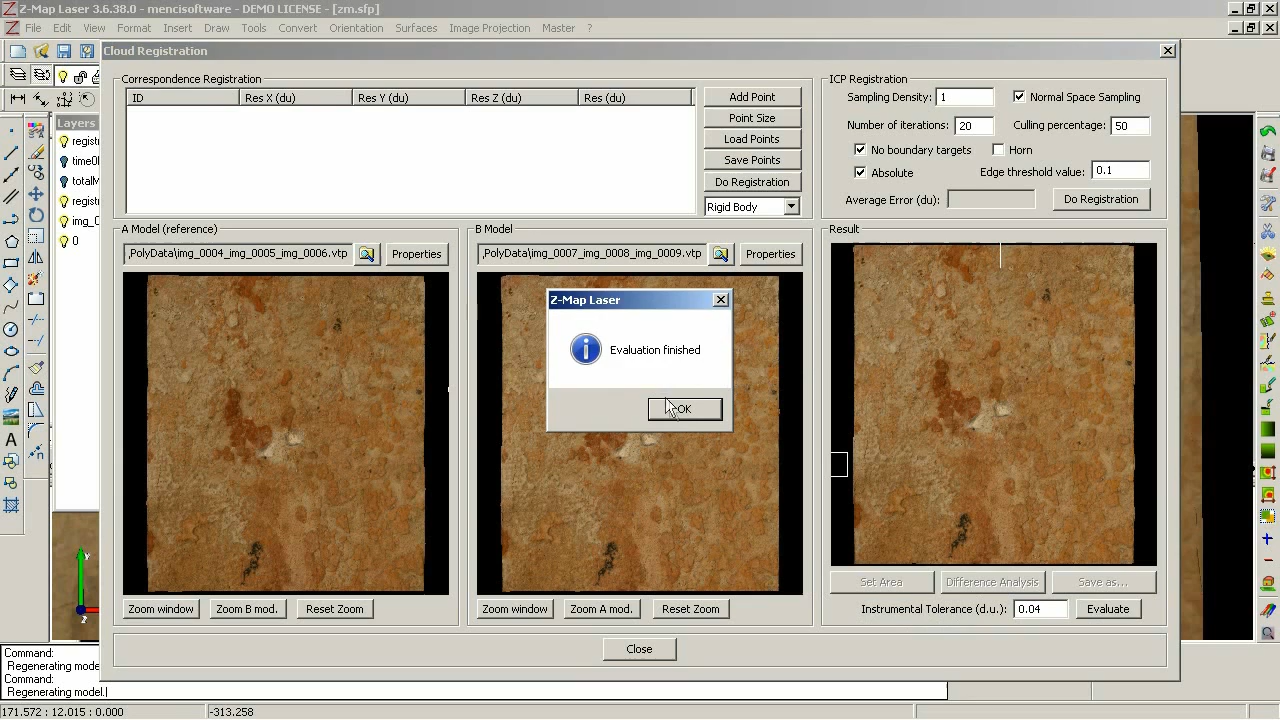 Z-Map Laser 3.6.38.0 - mencisoftware - DEMO LICENSE - [zm.sfp]
File Edit View Format Insert Draw Tools Convert Orientation Surfaces Image Projection Master ?
Cloud Registration
Correspondence Registration
ID Res X (du) Res Y (du) Res Z (du) Res (du)
Add Point
Point Size
Load Points
Save Points
Do Registration
Rigid Body
ICP Registration
Sampling Density: 1 Normal Space Sampling
Number of iterations: 20 Culling percentage: 50
No boundary targets Horn
Absolute Edge threshold value: 0.1
Average Error (du): Do Registration
Layers
registr
time0
totalM
registr
img_0
0
A Model (reference)
.PolyData\img_0004_img_0005_img_0006.vtp Properties
Zoom window Zoom B mod. Reset Zoom
B Model
.PolyData\img_0007_img_0008_img_0009.vtp Properties
Zoom window Zoom A mod. Reset Zoom
Z-Map Laser
Evaluation finished
OK
Result
Set Area Difference Analysis Save as...
Instrumental Tolerance (d.u.): 0.04 Evaluate
Close
A
Y
Z
Command:
Regenerating mode
Command:
Regenerating model.
171.572 : 12.015 : 0.000 -313.258